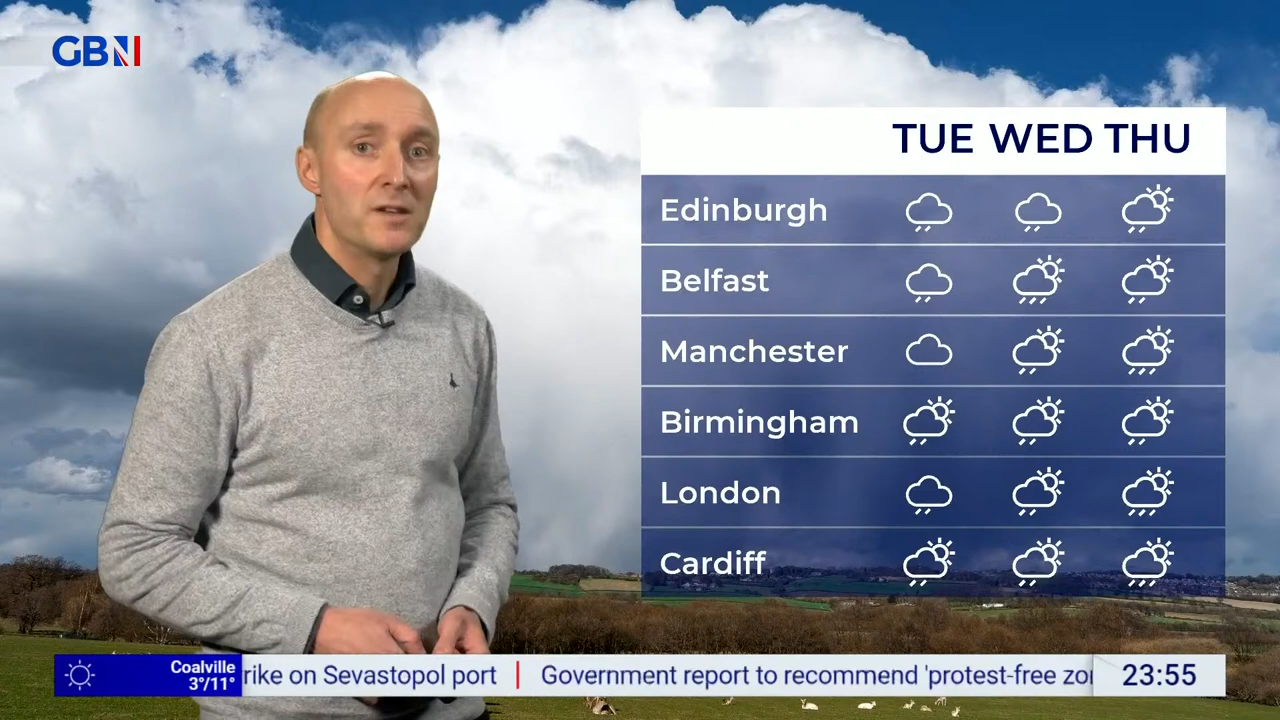 GBN
TUE WED THU
Edinburgh
Belfast
Manchester
Birmingham
London
Cardiff
Coalville
3°/11°
rike on Sevastopol port | Government report to recommend 'protest-free zo
23:55